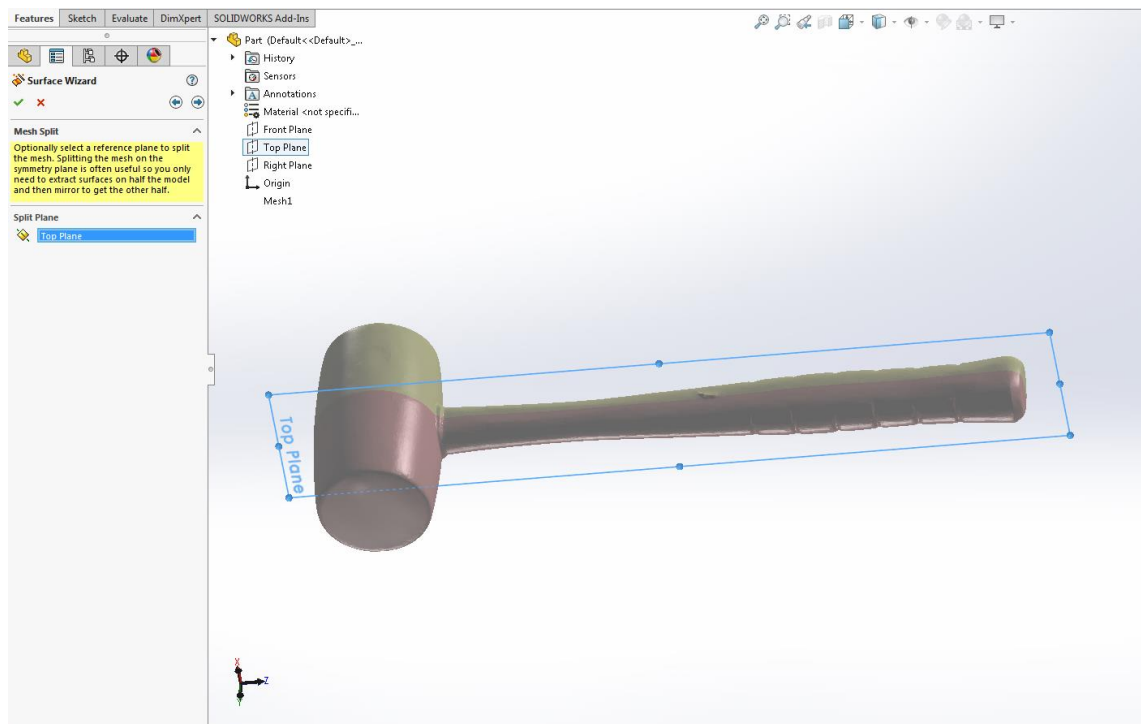 Features Sketch Evaluate DimXpert SOLIDWORKS Add-Ins
Surface Wizard
Mesh Split
Optionally select a reference plane to split
the mesh. Splitting the mesh on the
symmetry plane is often useful so you only
need to extract surfaces on half the model
and then mirror to get the other half.
Split Plane
Top Plane
Part (Default<<Default>_...
History
Sensors
Annotations
Material <not specifi...
Front Plane
Top Plane
Right Plane
Origin
Mesh1
Top Plane
X
Z
Y